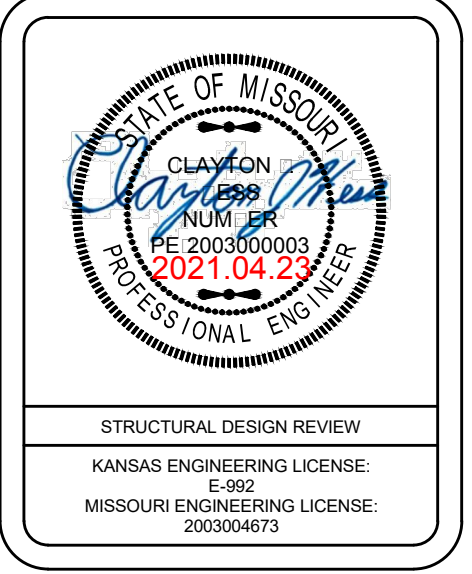 STATE OF MISSOURI
CLAYTON
NUM ER
PE 2003000003
2021.04.23
PROFESSIONAL ENGINEER
STRUCTURAL DESIGN REVIEW
KANSAS ENGINEERING LICENSE:
E-992
MISSOURI ENGINEERING LICENSE:
2003004673